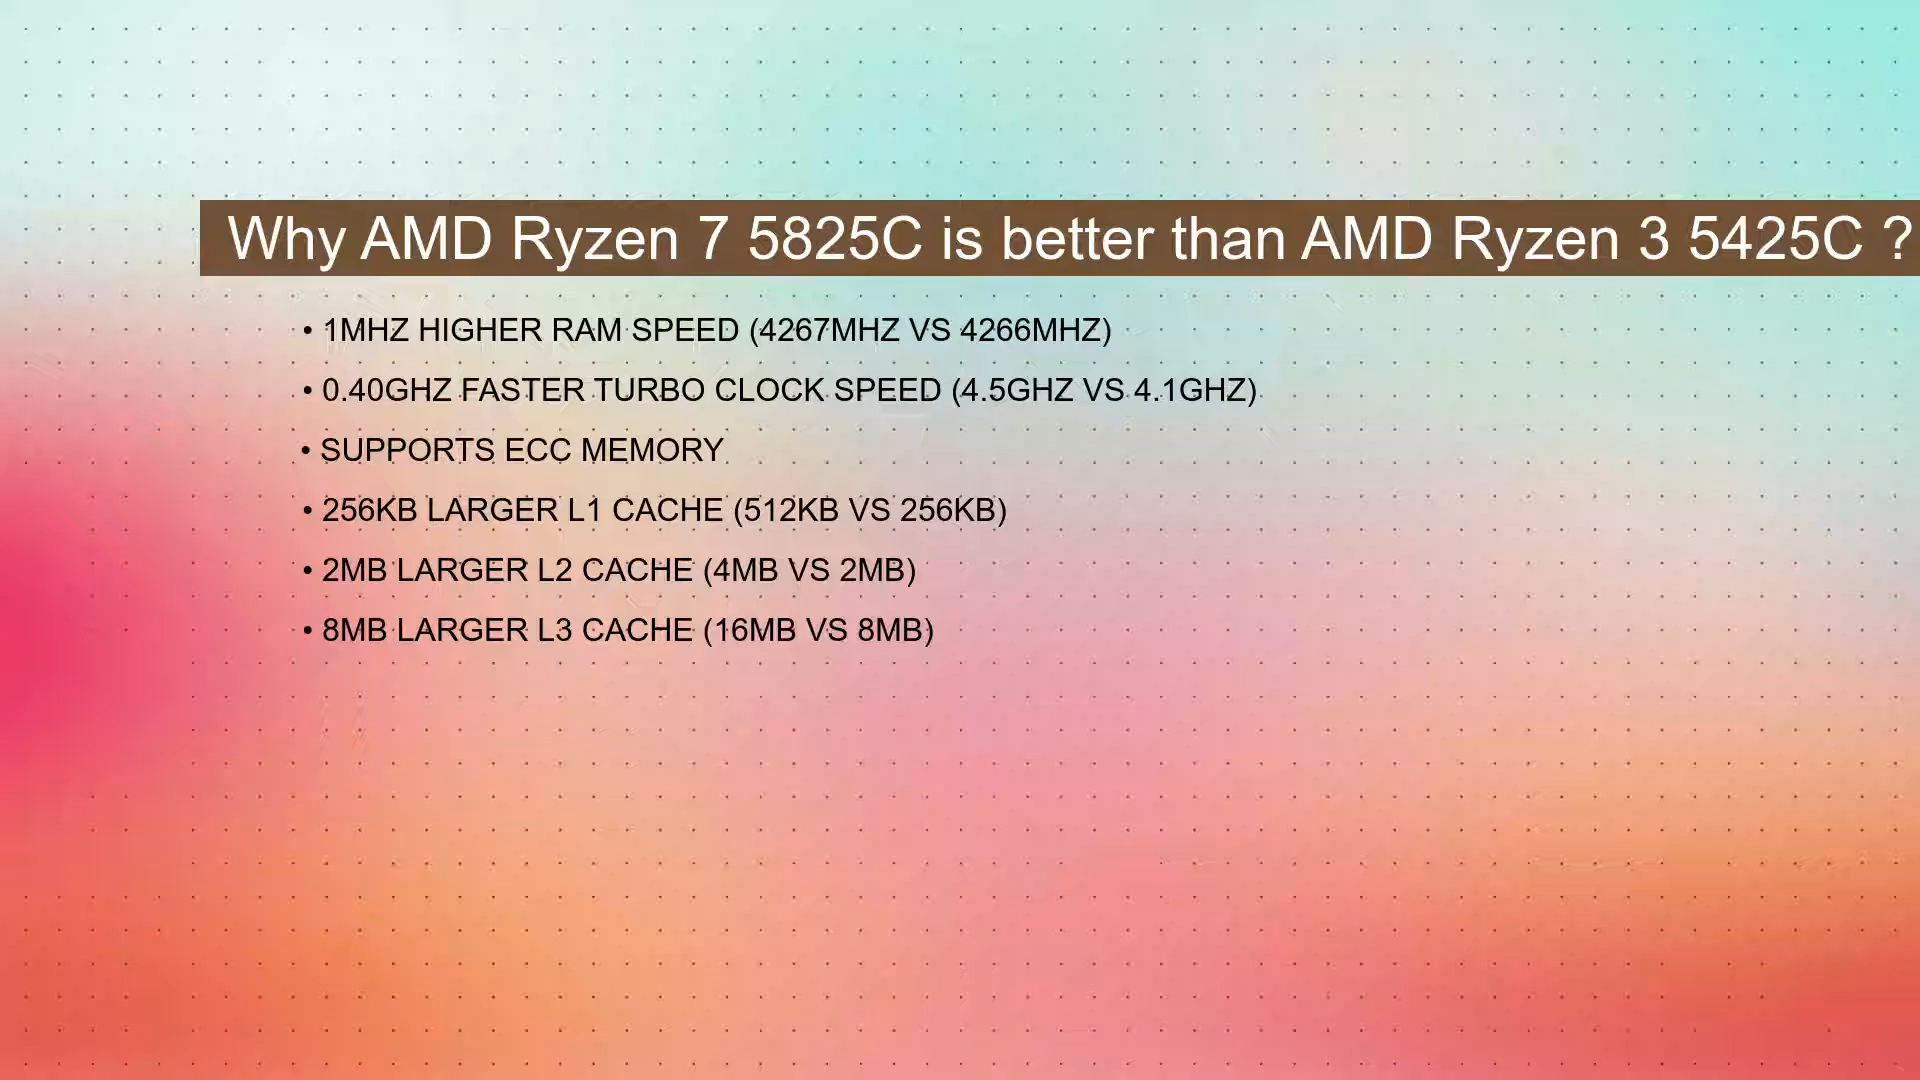 Why AMD Ryzen 7 5825C is better than AMD Ryzen 3 5425C ?
• 1MHZ HIGHER RAM SPEED (4267MHZ VS 4266MHZ)
• 0.40GHZ FASTER TURBO CLOCK SPEED (4.5GHZ VS 4.1GHZ)
• SUPPORTS ECC MEMORY
• 256KB LARGER L1 CACHE (512KB VS 256KB)
• 2MB LARGER L2 CACHE (4MB VS 2MB)
• 8MB LARGER L3 CACHE (16MB VS 8MB)